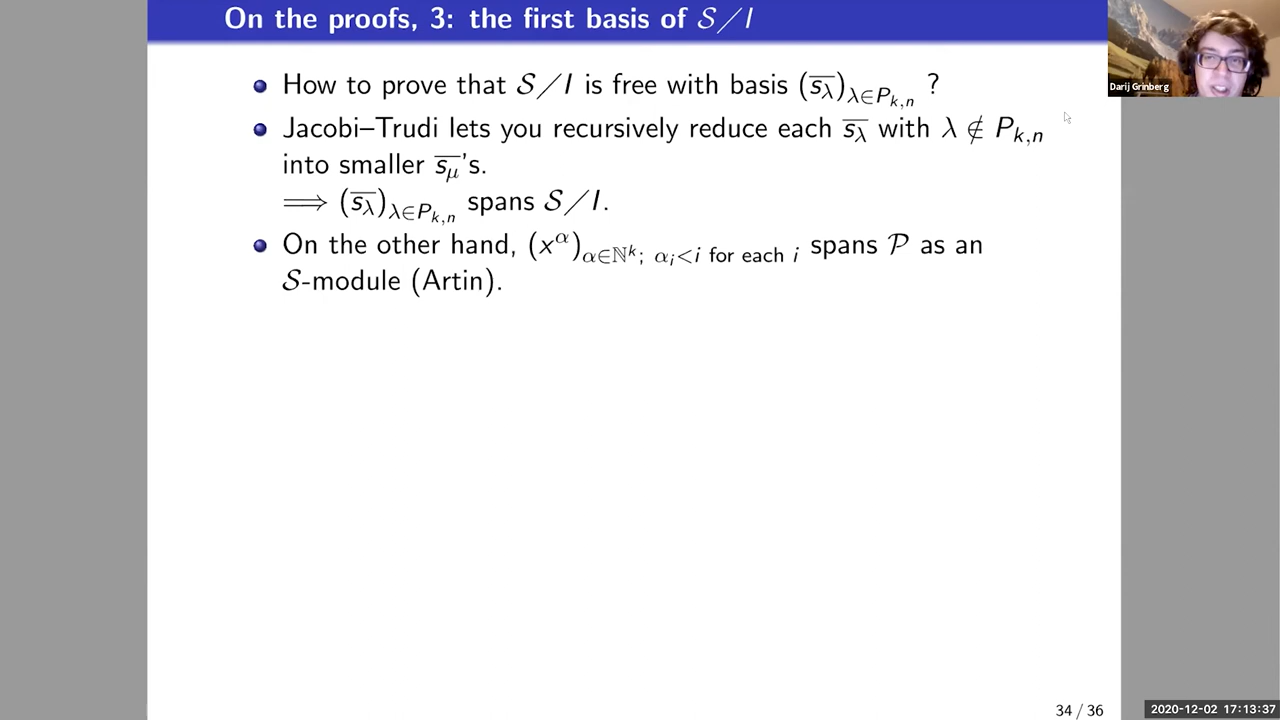 On the proofs, 3: the first basis of 𝒮/I
How to prove that 𝒮/I is free with basis (s̅_λ)_{λ∈P_{k,n}} ?
Jacobi–Trudi lets you recursively reduce each s̅_λ with λ ∉ P_{k,n}
into smaller s̅_μ's.
⟹ (s̅_λ)_{λ∈P_{k,n}} spans 𝒮/I.
On the other hand, (x^α)_{α∈ℕ^k; α_i<i for each i} spans 𝒫 as an
𝒮-module (Artin).
Darij Grinberg
34 / 36
2020-12-02 17:13:37